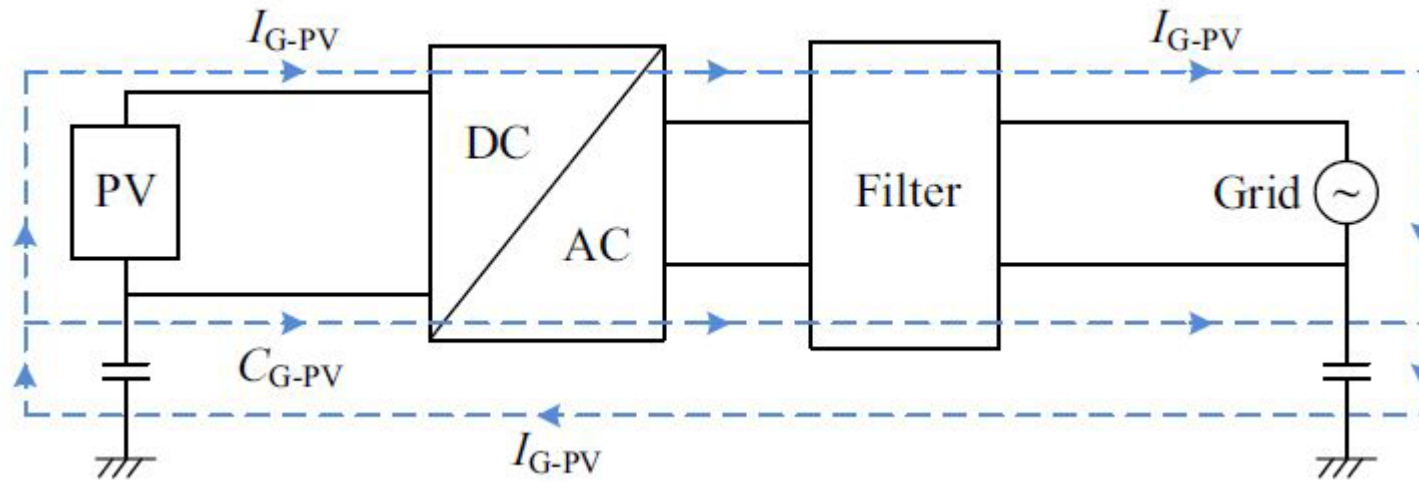 I_G-PV
I_G-PV
DC
PV
Filter
Grid
~
AC
C_G-PV
I_G-PV